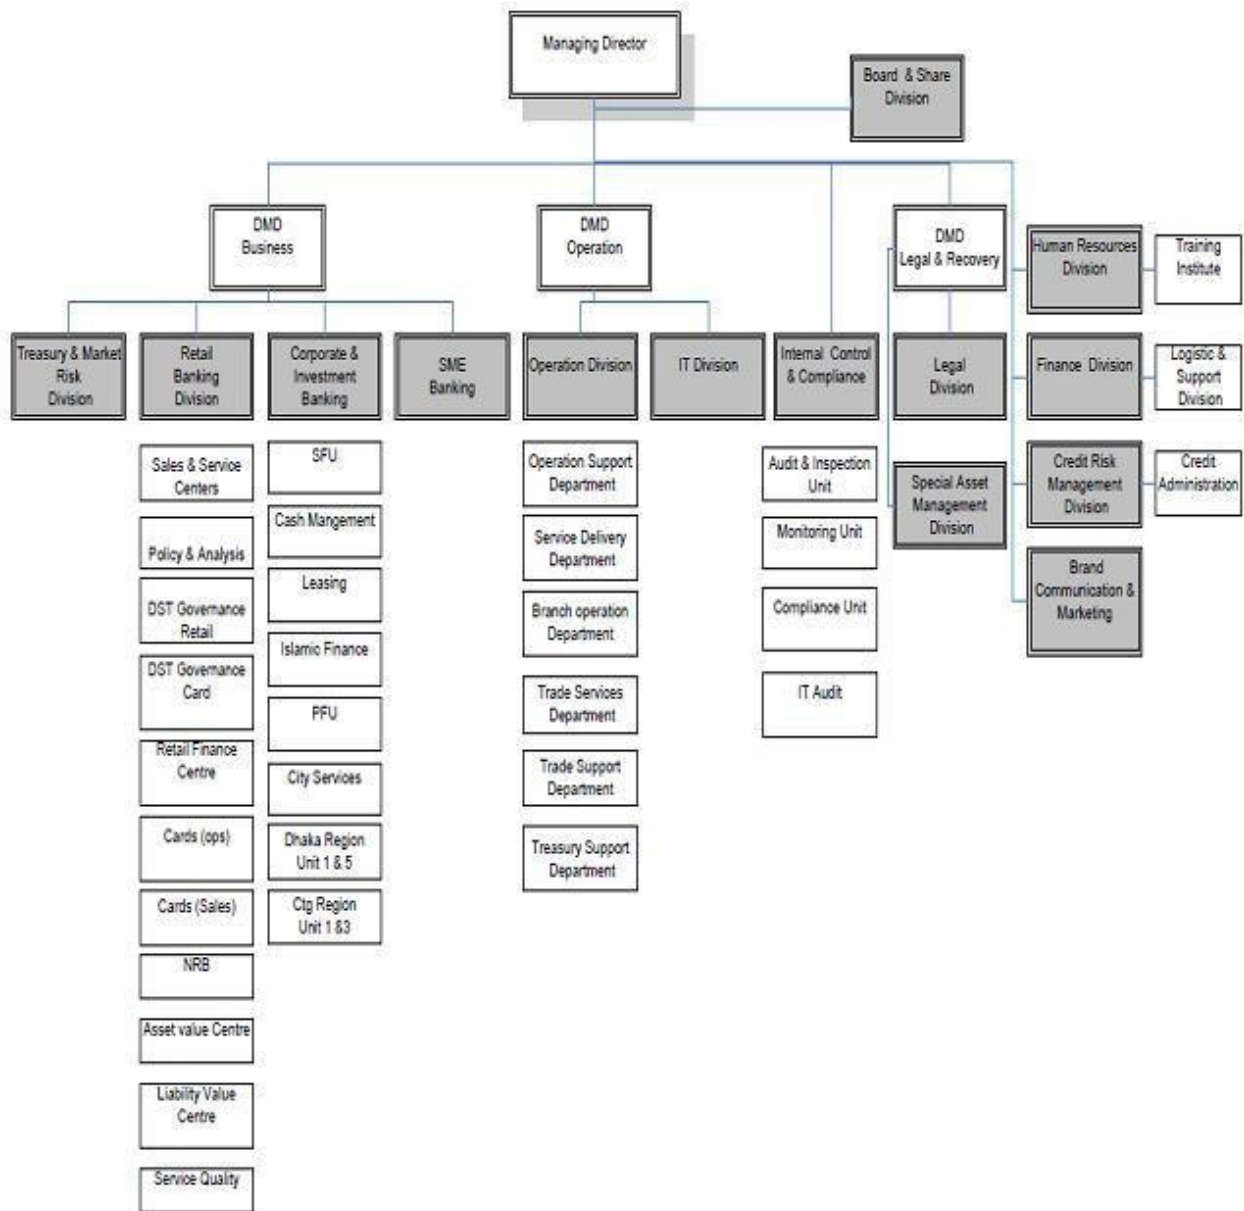 Managing Director
Board & Share
Division
DMD
Business
DMD
Operation
DMD
Legal & Recovery
Human Resources
Division
Training
Institute
Treasury & Market
Risk
Division
Retail
Banking
Division
Corporate &
Investment
Banking
SME
Banking
Operation Division
IT Division
Internal Control
& Compliance
Legal
Division
Finance Division
Logistic &
Support
Division
Sales & Service
Centers
Policy & Analysis
DST Governance
Retail
DST Governance
Card
Retail Finance
Centre
Cards (ops)
Cards (Sales)
NRB
Asset value Centre
Liability Value
Centre
Service Quality
SFU
Cash Mangement
Leasing
Islamic Finance
PFU
City Services
Dhaka Region
Unit 1 & 5
Ctg Region
Unit 1 &3
Operation Support
Department
Service Delivery
Department
Branch operation
Department
Trade Services
Department
Trade Support
Department
Treasury Support
Department
Audit & Inspection
Unit
Monitoring Unit
Compliance Unit
IT Audit
Special Asset
Management
Division
Credit Risk
Management
Division
Credit
Administration
Brand
Communication &
Marketing